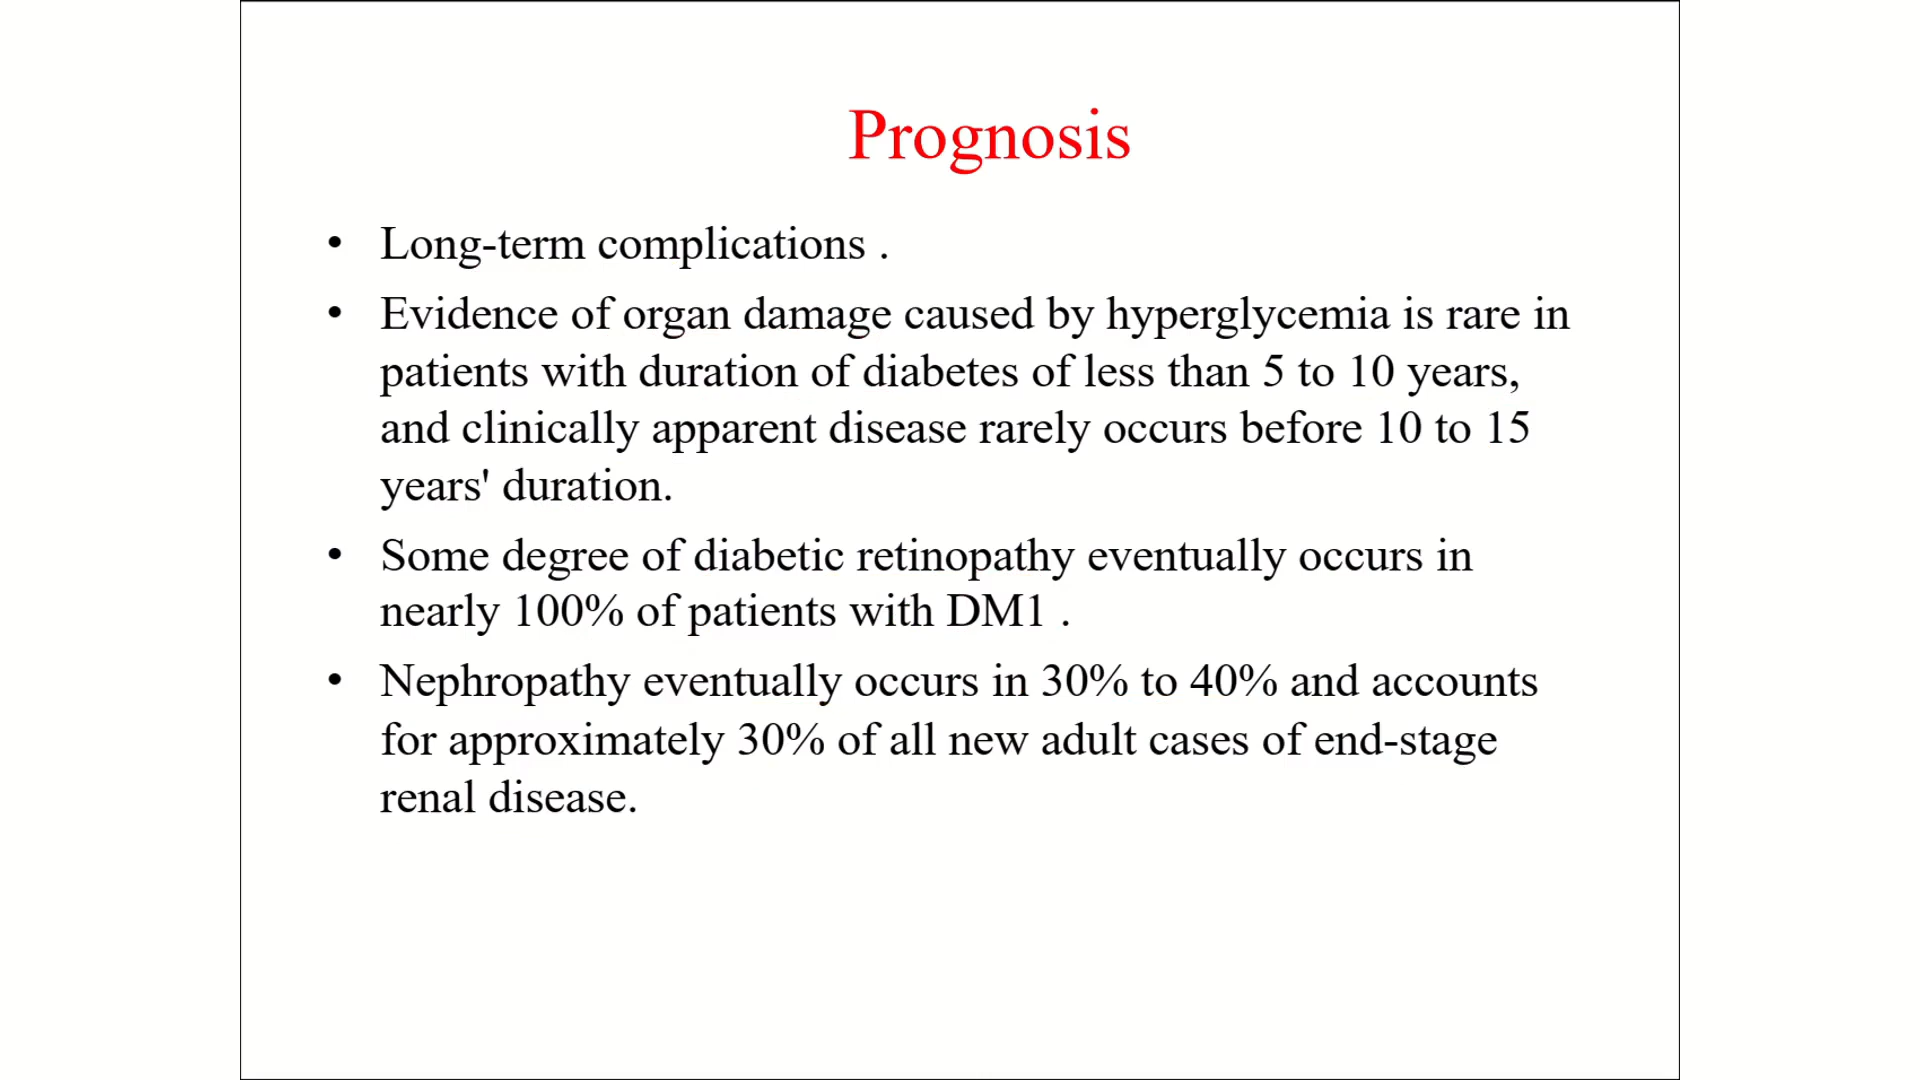 Prognosis
• Long-term complications .
• Evidence of organ damage caused by hyperglycemia is rare in
patients with duration of diabetes of less than 5 to 10 years,
and clinically apparent disease rarely occurs before 10 to 15
years' duration.
• Some degree of diabetic retinopathy eventually occurs in
nearly 100% of patients with DM1 .
• Nephropathy eventually occurs in 30% to 40% and accounts
for approximately 30% of all new adult cases of end-stage
renal disease.